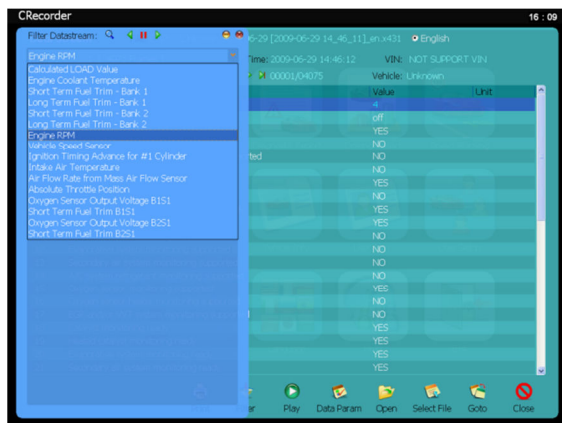 CRecorder
16 : 09
Filter Datastream:
6-29 [2009-06-29 14_46_11]_en.x431
English
Engine RPM
Time: 2009-06-29 14:46:12
VIN: NOT SUPPORT VIN
00001/04075
Vehicle: Unknown
Calculated LOAD Value
Engine Coolant Temperature
Short Term Fuel Trim - Bank 1
Long Term Fuel Trim - Bank 1
Short Term Fuel Trim - Bank 2
Long Term Fuel Trim - Bank 2
Engine RPM
Vehicle Speed Sensor
Ignition Timing Advance for #1 Cylinder
Intake Air Temperature
Air Flow Rate from Mass Air Flow Sensor
Absolute Throttle Position
Oxygen Sensor Output Voltage B1S1
Short Term Fuel Trim B1S1
Oxygen Sensor Output Voltage B2S1
Short Term Fuel Trim B2S1
Value Unit
4
off
YES
NO
ted NO
NO
YES
NO
YES
YES
NO
NO
NO
NO
YES
NO
NO
YES
YES
YES
YES
Play Data Param Open Select File Goto Close